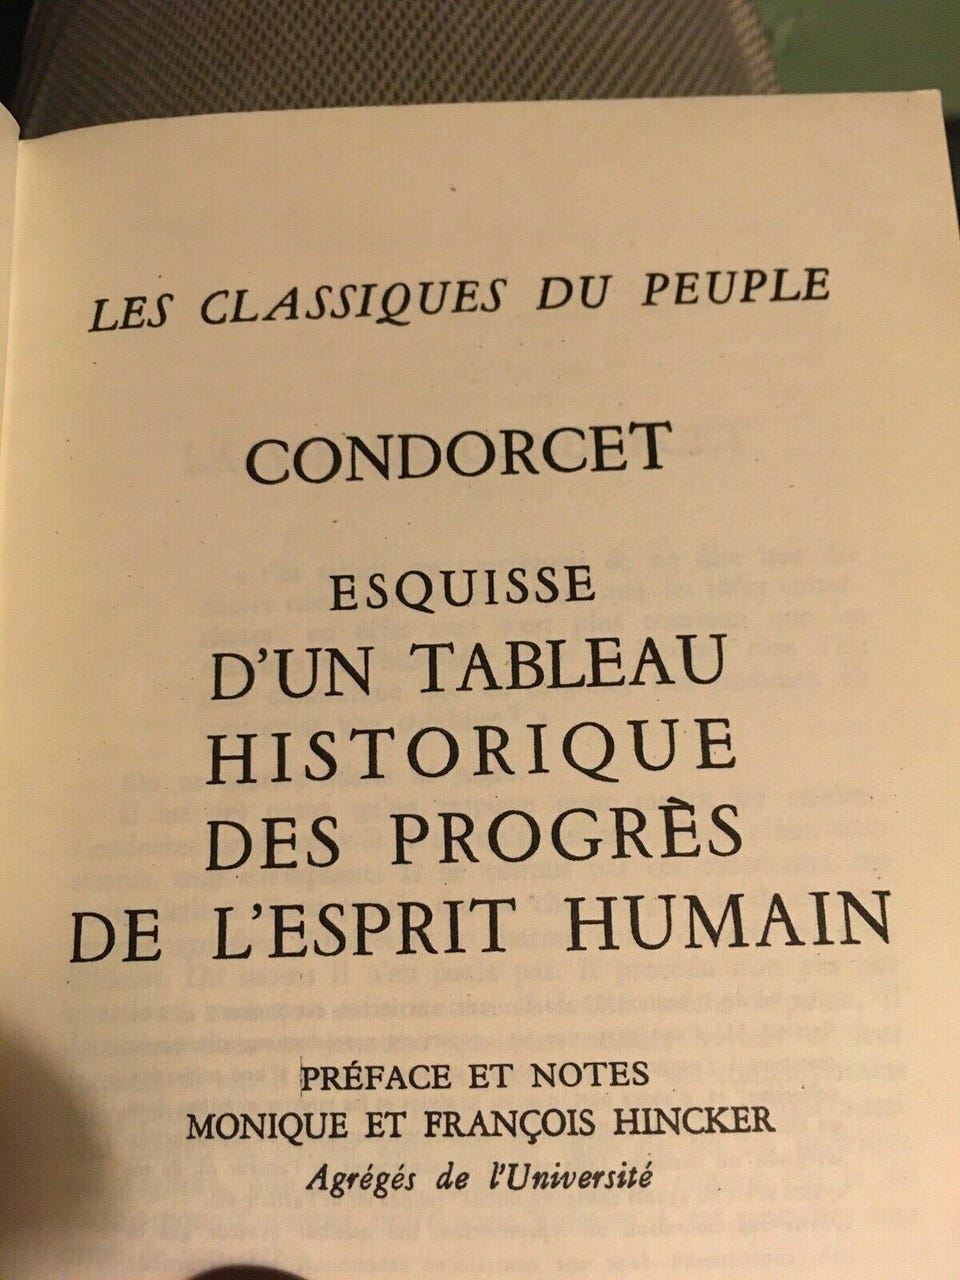 LES CLASSIQUES DU PEUPLE
CONDORCET
ESQUISSE
D'UN TABLEAU
HISTORIQUE
DES PROGRÈS
DE L'ESPRIT HUMAIN
PRÉFACE ET NOTES
MONIQUE ET FRANÇOIS HINCKER
Agrégés de l'Université